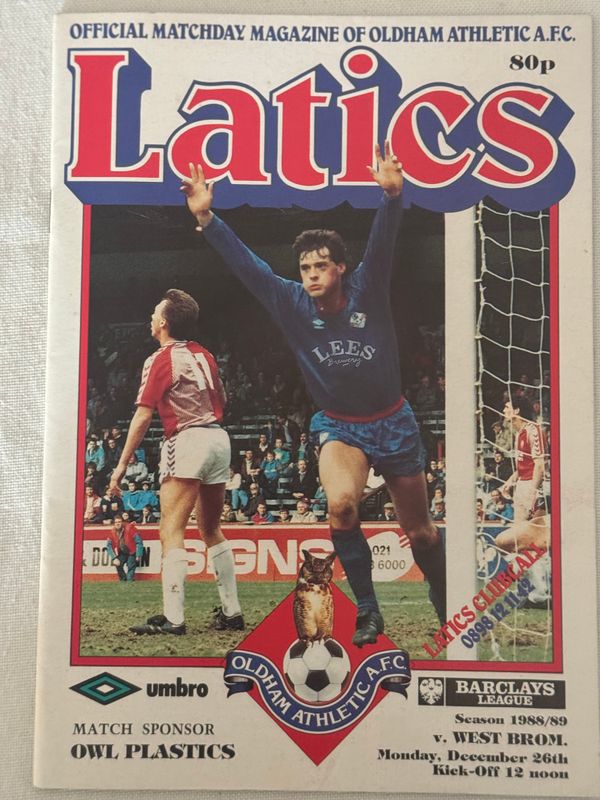 OFFICIAL MATCHDAY MAGAZINE OF OLDHAM ATHLETIC A.F.C.
80p
Latics
LEES
Brewery
11
SIGNS
021
6000
LATICS CLUBCALL
0898 12.11.42
OLDHAM ATHLETIC A.F.C.
umbro
MATCH SPONSOR
OWL PLASTICS
BARCLAYS
LEAGUE
Season 1988/89
v. WEST BROM.
Monday, December 26th
Kick-Off 12 noon